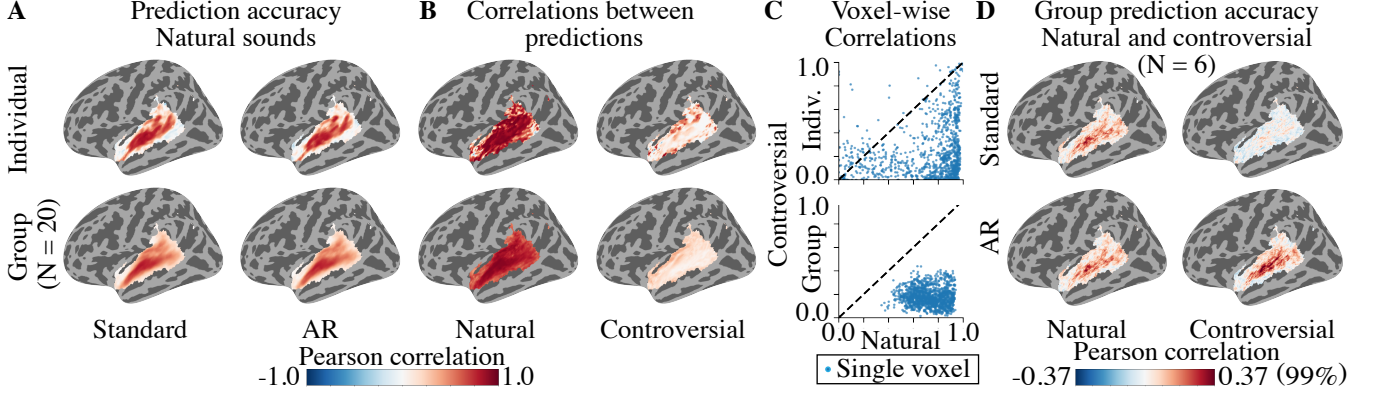 A
Prediction accuracy
Natural sounds
Individual
Group
(N = 20)
Standard
AR
B
Correlations between
predictions
Natural
Controversial
Pearson correlation
-1.0
1.0
C
Voxel-wise
Correlations
Controversial
Indiv.
1.0
0.0
Group
1.0
0.0
0.0
1.0
Natural
Single voxel
D
Group prediction accuracy
Natural and controversial
(N = 6)
Standard
AR
Natural
Controversial
Pearson correlation
-0.37
0.37 (99%)